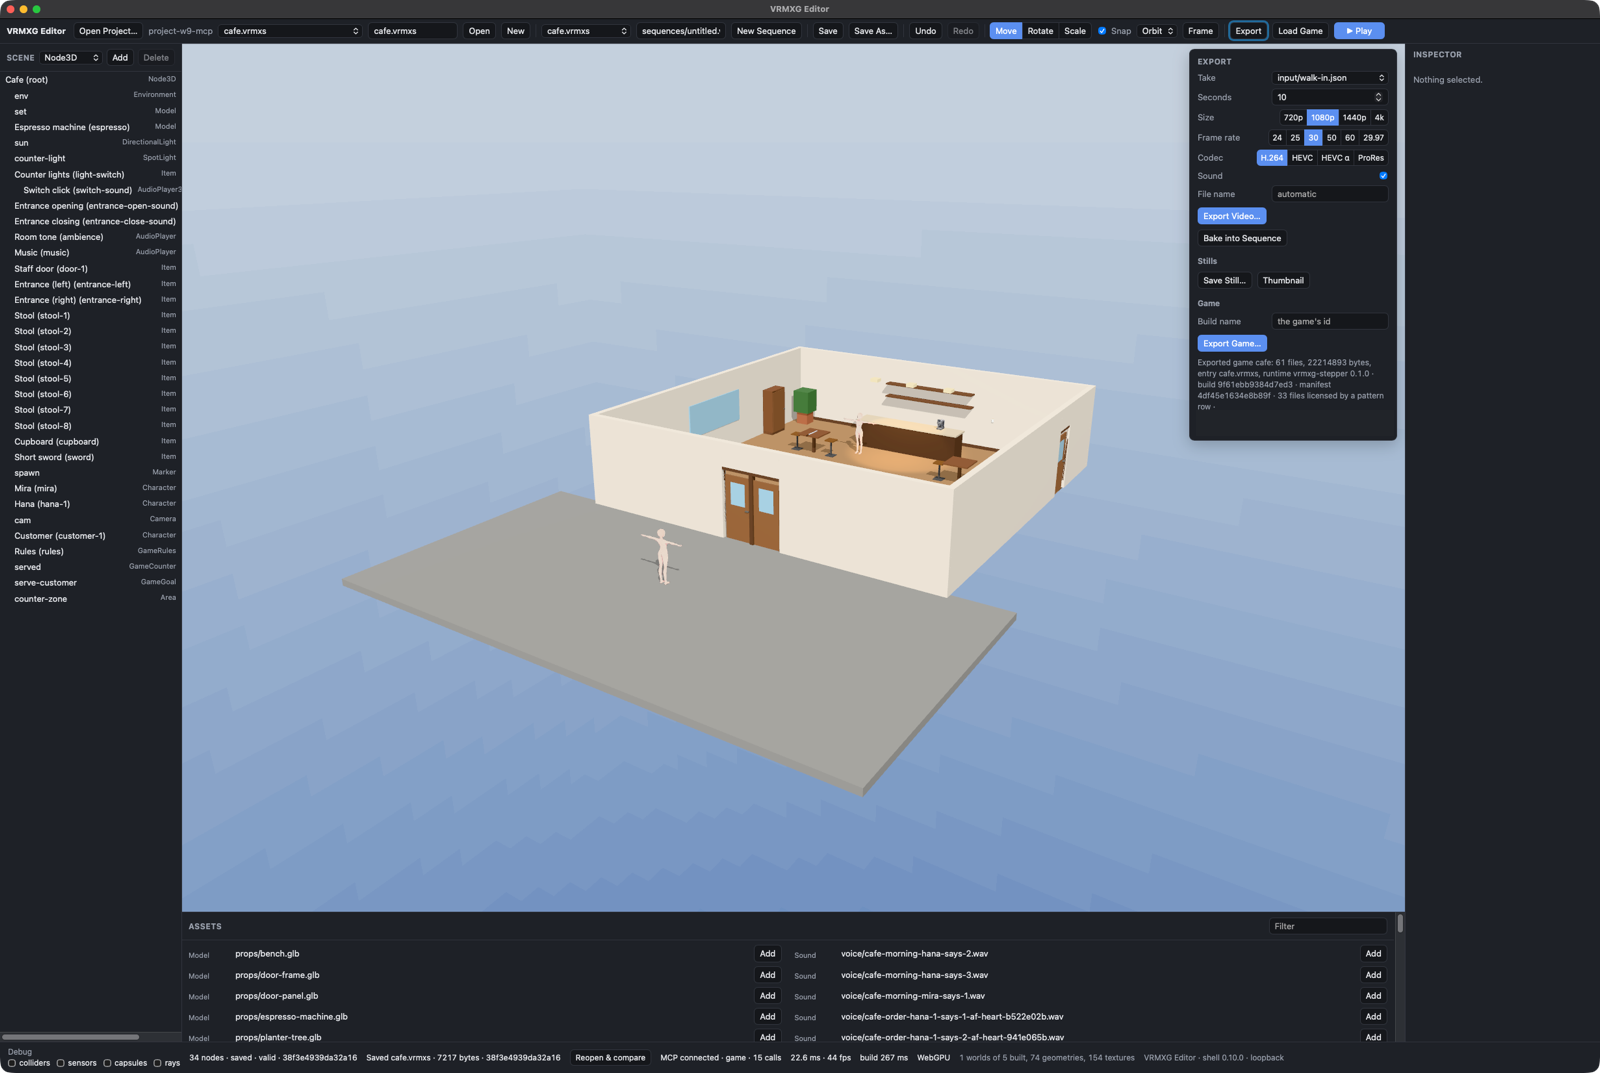 VRMXG Editor
VRMXG Editor Open Project... project-w9-mcp cafe.vrmxs cafe.vrmxs Open New cafe.vrmxs sequences/untitled. New Sequence Save Save As... Undo Redo Move Rotate Scale Snap Orbit Frame Export Load Game Play
SCENE Node3D Add Delete
Cafe (root) Node3D
env Environment
set Model
Espresso machine (espresso) Model
sun DirectionalLight
counter-light SpotLight
Counter lights (light-switch) Item
Switch click (switch-sound) AudioPlayer3
Entrance opening (entrance-open-sound)
Entrance closing (entrance-close-sound)
Room tone (ambience) AudioPlayer
Music (music) AudioPlayer
Staff door (door-1) Item
Entrance (left) (entrance-left) Item
Entrance (right) (entrance-right) Item
Stool (stool-1) Item
Stool (stool-2) Item
Stool (stool-3) Item
Stool (stool-4) Item
Stool (stool-5) Item
Stool (stool-6) Item
Stool (stool-7) Item
Stool (stool-8) Item
Cupboard (cupboard) Item
Short sword (sword) Item
spawn Marker
Mira (mira) Character
Hana (hana-1) Character
cam Camera
Customer (customer-1) Character
Rules (rules) GameRules
served GameCounter
serve-customer GameGoal
counter-zone Area
EXPORT
Take input/walk-in.json
Seconds 10
Size 720p 1080p 1440p 4k
Frame rate 24 25 30 50 60 29.97
Codec H.264 HEVC HEVC α ProRes
Sound
File name automatic
Export Video...
Bake into Sequence
Stills
Save Still... Thumbnail
Game
Build name the game's id
Export Game...
Exported game cafe: 61 files, 22214893 bytes,
entry cafe.vrmxs, runtime vrmxg-stepper 0.1.0 ·
build 9f61ebb9384d7ed3 · manifest
4df45e1634e8b89f · 33 files licensed by a pattern
row ·
INSPECTOR
Nothing selected.
ASSETS Filter
Model props/bench.glb Add Sound voice/cafe-morning-hana-says-2.wav Add
Model props/door-frame.glb Add Sound voice/cafe-morning-hana-says-3.wav Add
Model props/door-panel.glb Add Sound voice/cafe-morning-mira-says-1.wav Add
Model props/espresso-machine.glb Add Sound voice/cafe-order-hana-1-says-1-af-heart-b522e02b.wav Add
Model props/planter-tree.glb Add Sound voice/cafe-order-hana-1-says-2-af-heart-941e065b.wav Add
Debug
colliders sensors capsules rays
34 nodes · saved · valid · 38f3e4939da32a16 Saved cafe.vrmxs · 7217 bytes · 38f3e4939da32a16 Reopen & compare MCP connected · game · 15 calls 22.6 ms · 44 fps build 267 ms WebGPU 1 worlds of 5 built, 74 geometries, 154 textures VRMXG Editor · shell 0.10.0 · loopback